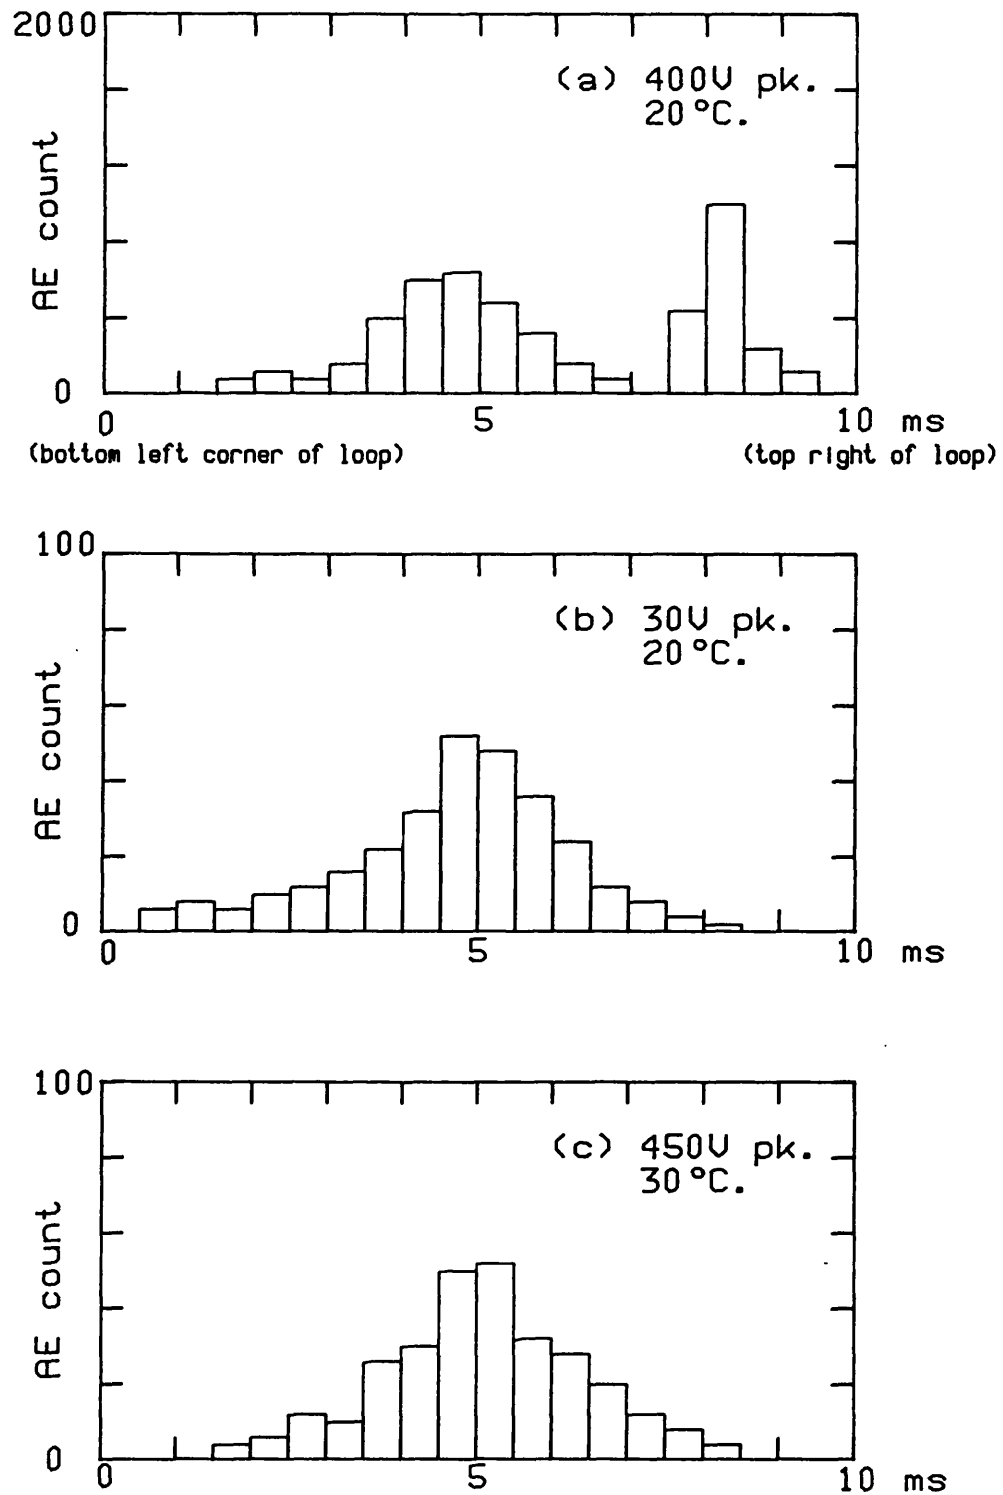 2000
(a) 400V pk.
20°C.
AE count
0
0 5 10 ms
(bottom left corner of loop) (top right of loop)
100
(b) 30V pk.
20°C.
AE count
0
0 5 10 ms
100
(c) 450V pk.
30°C.
AE count
0
0 5 10 ms